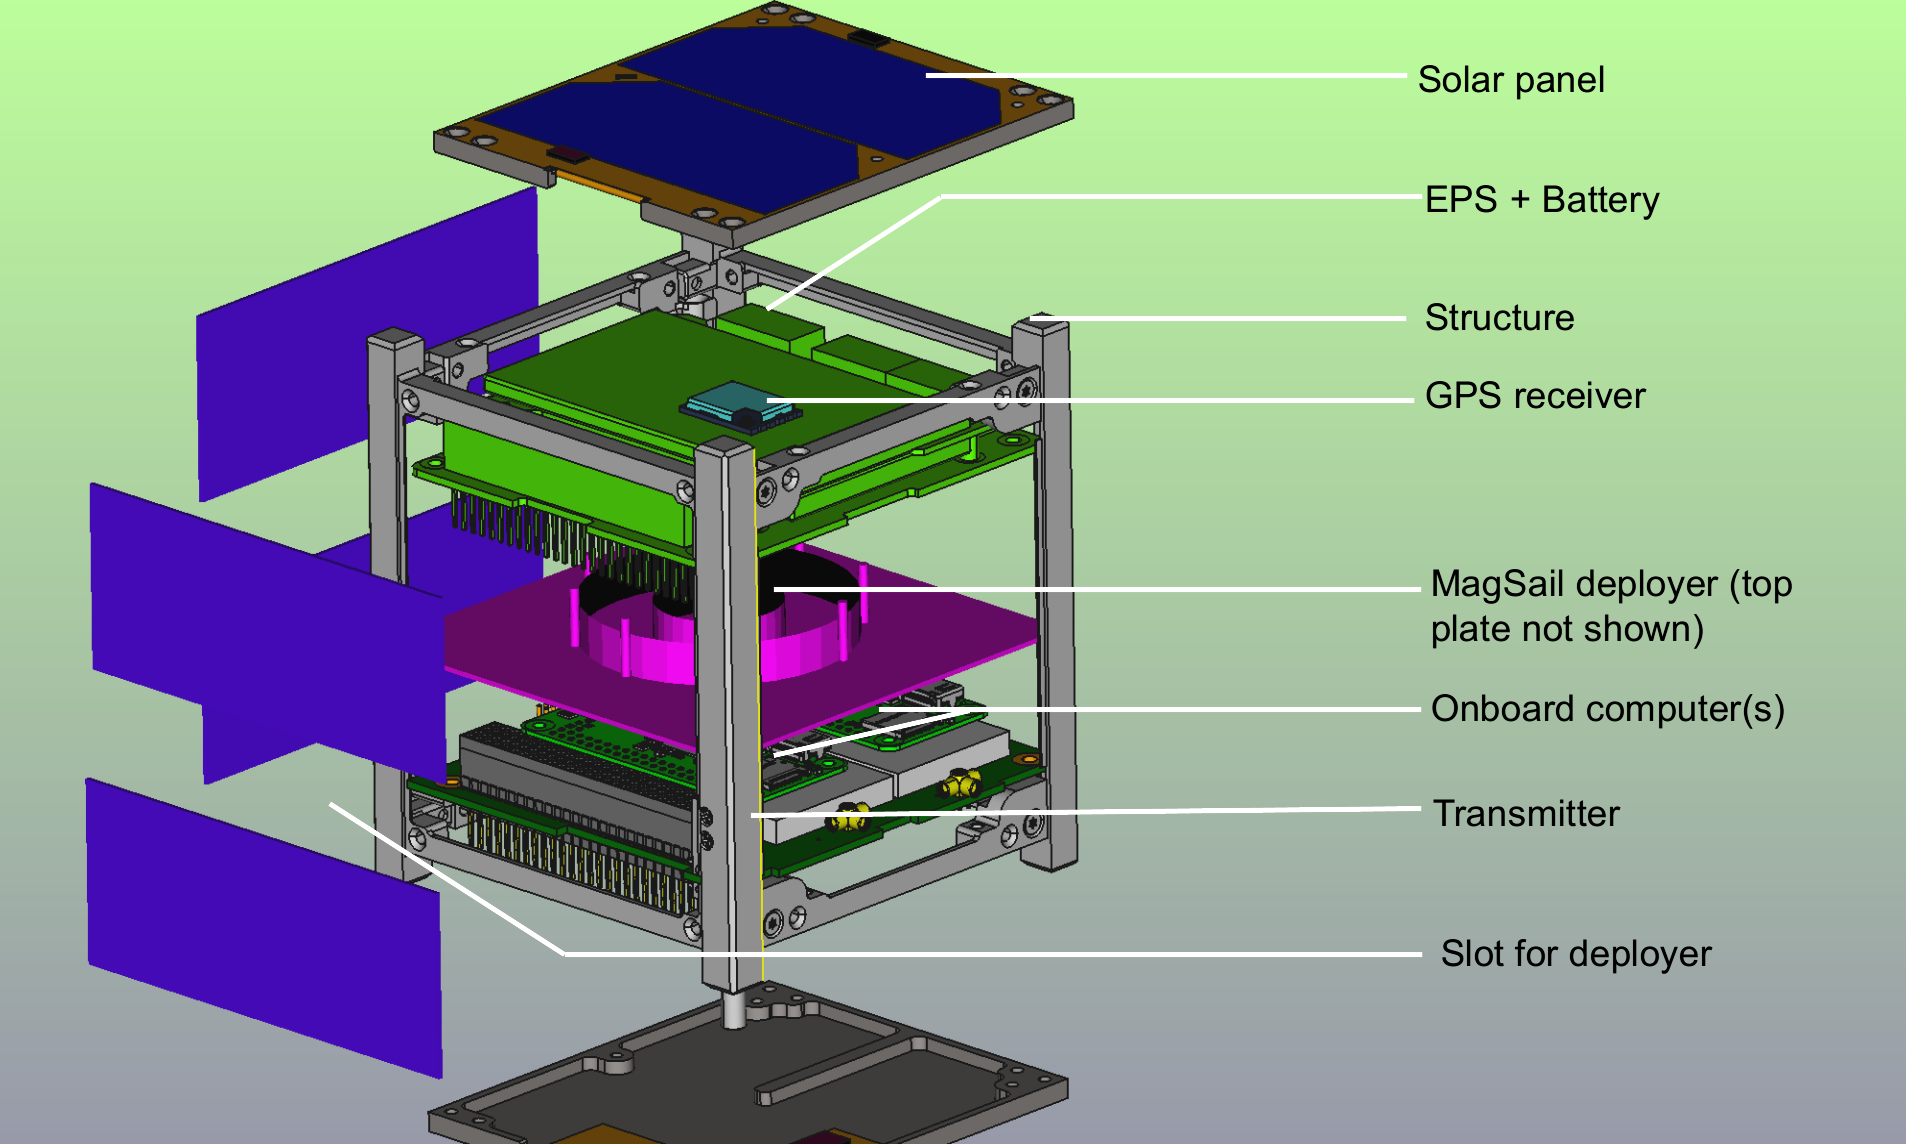 Solar panel
EPS + Battery
Structure
GPS receiver
MagSail deployer (top
plate not shown)
Onboard computer(s)
Transmitter
Slot for deployer